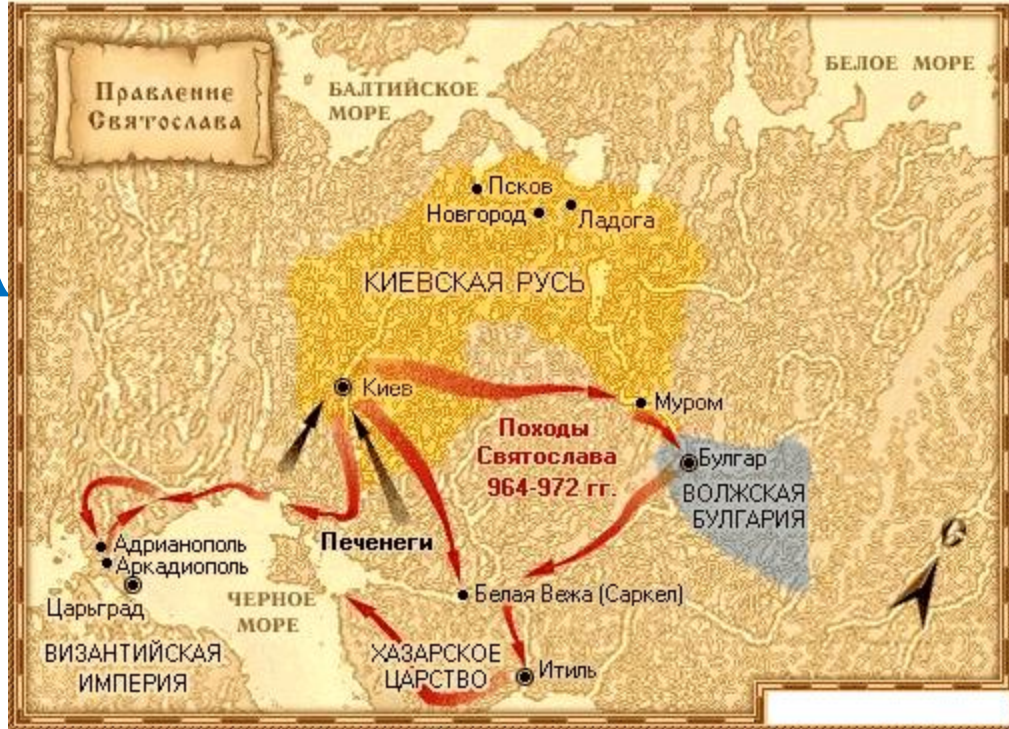 Правление
Святослава
БАЛТИЙСКОЕ
МОРЕ
БЕЛОЕ МОРЕ
Псков
Новгород
Ладога
КИЕВСКАЯ РУСЬ
Киев
Муром
Походы
Святослава
964-972 гг.
Булгар
ВОЛЖСКАЯ
БУЛГАРИЯ
Печенеги
Адрианополь
Аркадиополь
Царьград
ЧЕРНОЕ
МОРЕ
Белая Вежа (Саркел)
ВИЗАНТИЙСКАЯ
ИМПЕРИЯ
ХАЗАРСКОЕ
ЦАРСТВО
Итиль
С